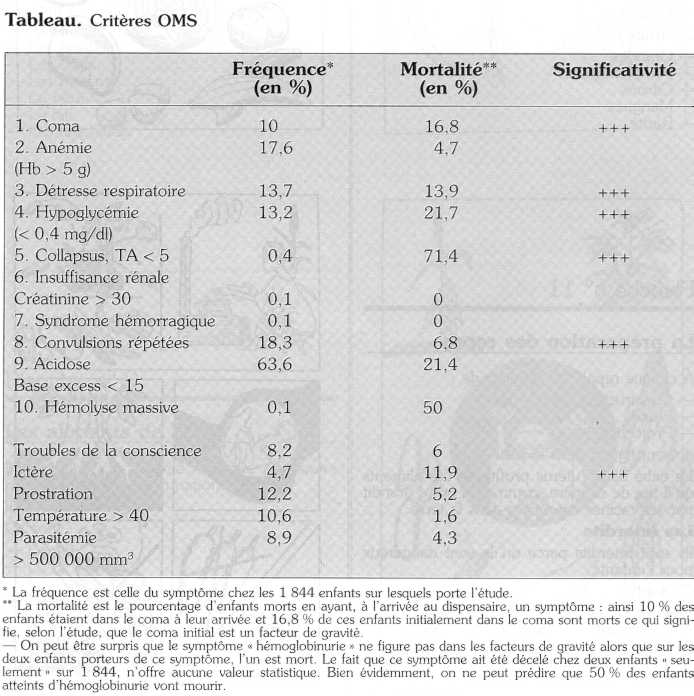 Tableau. Critères OMS
Fréquence* Mortalité** Significativité
(en %) (en %)
1. Coma 10 16,8 +++
2. Anémie 17,6 4,7
(Hb > 5 g)
3. Détresse respiratoire 13,7 13,9 +++
4. Hypoglycémie 13,2 21,7 +++
(< 0,4 mg/dl)
5. Collapsus, TA < 5 0,4 71,4 +++
6. Insuffisance rénale
Créatinine > 30 0,1 0
7. Syndrome hémorragique 0,1 0
8. Convulsions répétées 18,3 6,8 +++
9. Acidose 63,6 21,4
Base excess < 15
10. Hémolyse massive 0,1 50
Troubles de la conscience 8,2 6
Ictère 4,7 11,9 +++
Prostration 12,2 5,2
Température > 40 10,6 1,6
Parasitémie 8,9 4,3
> 500 000 mm³
* La fréquence est celle du symptôme chez les 1 844 enfants sur lesquels porte l'étude.
** La mortalité est le pourcentage d'enfants morts en ayant, à l'arrivée au dispensaire, un symptôme : ainsi 10 % des
enfants étaient dans le coma à leur arrivée et 16,8 % de ces enfants initialement dans le coma sont morts ce qui signi-
fie, selon l'étude, que le coma initial est un facteur de gravité.
— On peut être surpris que le symptôme « hémoglobinurie » ne figure pas dans les facteurs de gravité alors que sur les
deux enfants porteurs de ce symptôme, l'un est mort. Le fait que ce symptôme ait été décelé chez deux enfants « seu-
lement » sur 1 844, n'offre aucune valeur statistique. Bien évidemment, on ne peut prédire que 50 % des enfants
atteints d'hémoglobinurie vont mourir.